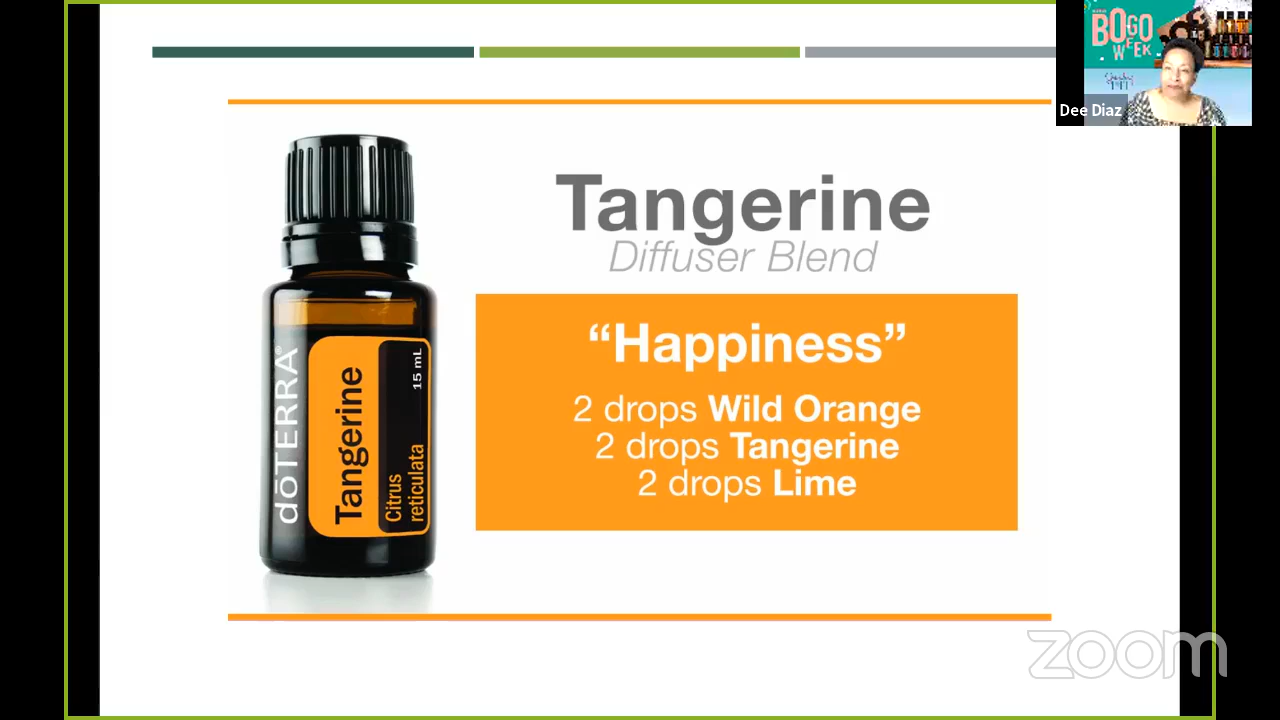 BOGO
WEEK
Dee Diaz
Tangerine
Diffuser Blend
dōTERRA®
Tangerine
Citrus
reticulata
15 mL
“Happiness”
2 drops Wild Orange
2 drops Tangerine
2 drops Lime
zoom